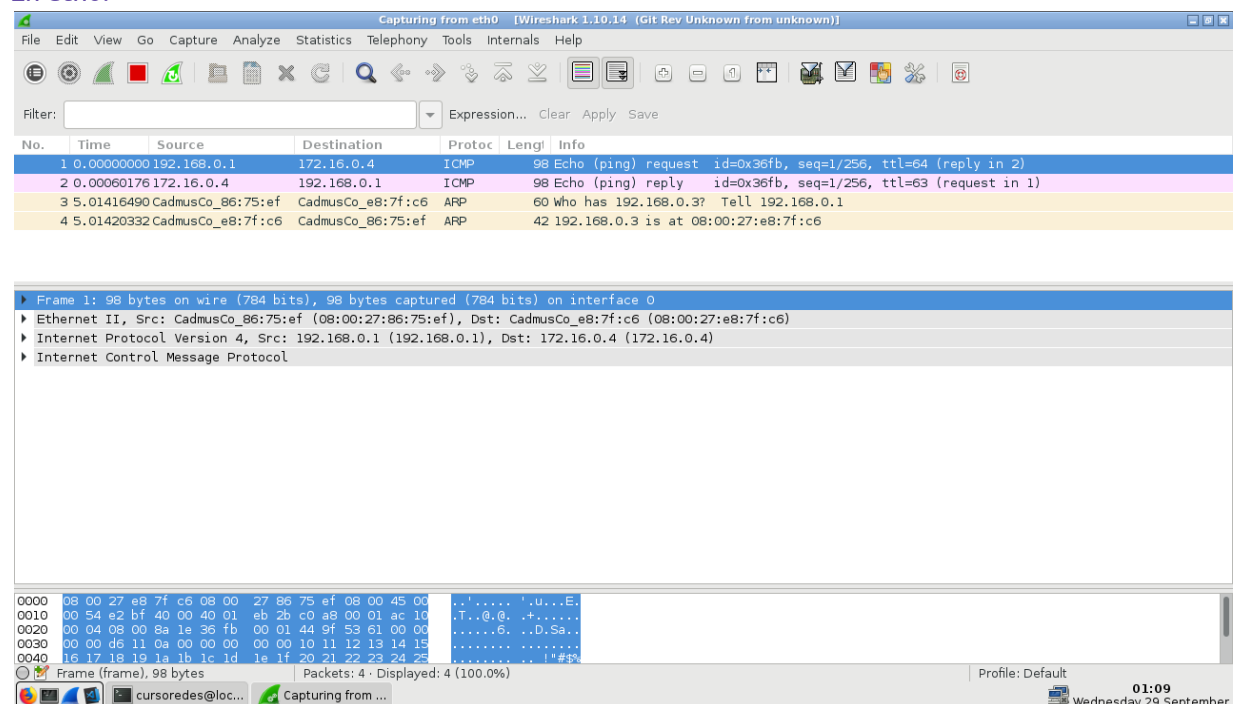 Capturing from eth0 [Wireshark 1.10.14 (Git Rev Unknown from unknown)]
File Edit View Go Capture Analyze Statistics Telephony Tools Internals Help
Filter: Expression... Clear Apply Save
No. Time Source Destination Protoc Lengt Info
1 0.00000000 192.168.0.1 172.16.0.4 ICMP 98 Echo (ping) request id=0x36fb, seq=1/256, ttl=64 (reply in 2)
2 0.00060176 172.16.0.4 192.168.0.1 ICMP 98 Echo (ping) reply id=0x36fb, seq=1/256, ttl=63 (request in 1)
3 5.01416490 CadmusCo_86:75:ef CadmusCo_e8:7f:c6 ARP 60 Who has 192.168.0.3? Tell 192.168.0.1
4 5.01420332 CadmusCo_e8:7f:c6 CadmusCo_86:75:ef ARP 42 192.168.0.3 is at 08:00:27:e8:7f:c6
Frame 1: 98 bytes on wire (784 bits), 98 bytes captured (784 bits) on interface 0
Ethernet II, Src: CadmusCo_86:75:ef (08:00:27:86:75:ef), Dst: CadmusCo_e8:7f:c6 (08:00:27:e8:7f:c6)
Internet Protocol Version 4, Src: 192.168.0.1 (192.168.0.1), Dst: 172.16.0.4 (172.16.0.4)
Internet Control Message Protocol
0000 08 00 27 e8 7f c6 08 00 27 86 75 ef 08 00 45 00 ..'..... '.u...E.
0010 00 54 e2 bf 40 00 40 01 eb 2b c0 a8 00 01 ac 10 .T..@.@. .+......
0020 00 04 08 00 8a 1e 36 fb 00 01 44 9f 53 61 00 00 ......6. ..D.Sa..
0030 00 00 d6 11 0a 00 00 00 00 00 10 11 12 13 14 15 ........ ........
0040 16 17 18 19 1a 1b 1c 1d 1e 1f 20 21 22 23 24 25 ........ .. !"#$%
Frame (frame), 98 bytes Packets: 4 · Displayed: 4 (100.0%) Profile: Default
cursoredes@loc... Capturing from ... 01:09
Wednesday 29 September